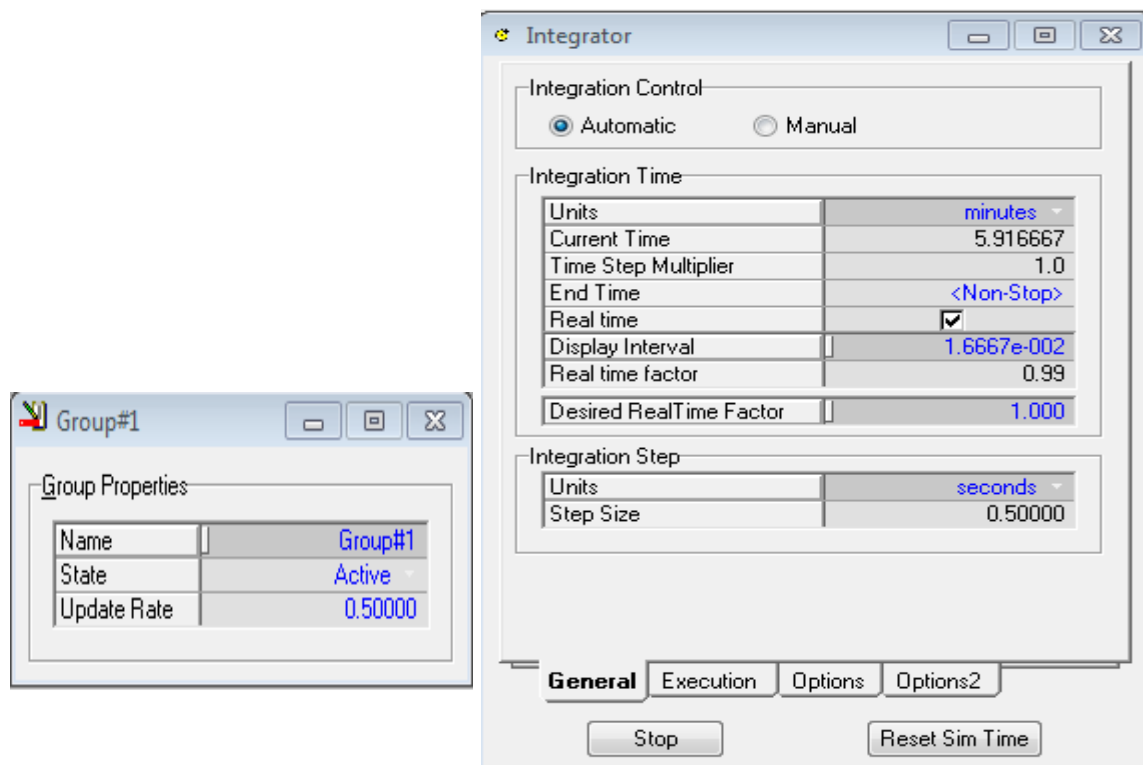 Integrator
Integration Control
Automatic Manual
Integration Time
Units minutes
Current Time 5.916667
Time Step Multiplier 1.0
End Time <Non-Stop>
Real time
Display Interval 1.6667e-002
Real time factor 0.99
Desired RealTime Factor 1.000
Integration Step
Units seconds
Step Size 0.50000
General Execution Options Options2
Stop Reset Sim Time
Group#1
Group Properties
Name Group#1
State Active
Update Rate 0.50000